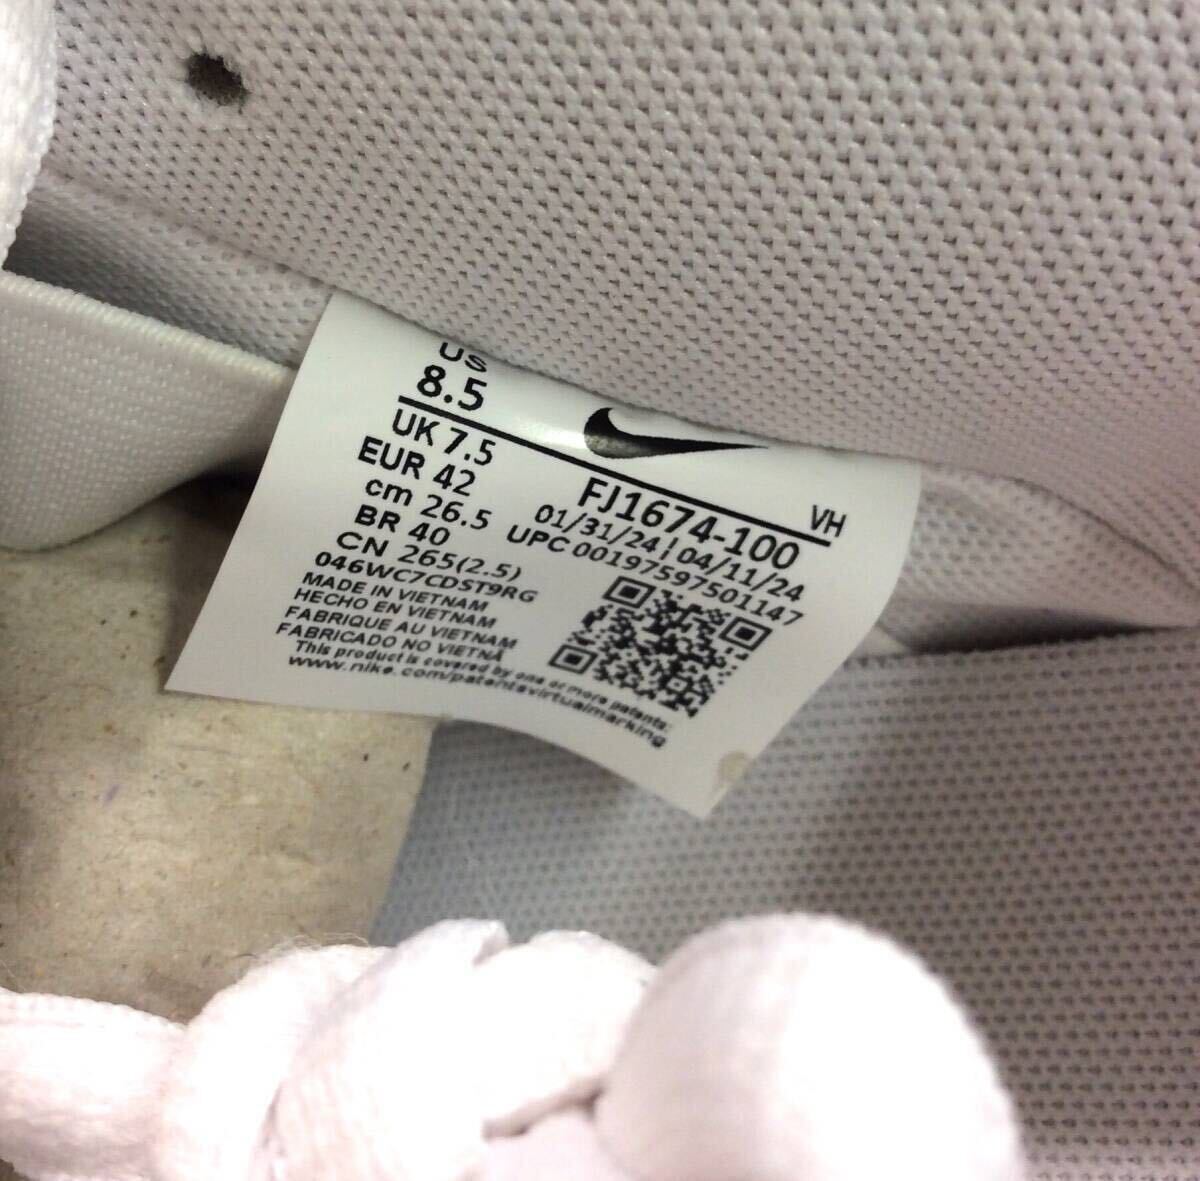 US
8.5
UK 7.5
EUR 42
cm 26.5
BR 40
CN 265(2.5)
046WC7CDST9RG
MADE IN VIETNAM
HECHO EN VIETNAM
FABRIQUE AU VIETNAM
FABRICADO NO VIETNÃ
This product is covered by one or more patents.
www.nike.com/patentsvirtualmarking
VH
FJ1674-100
01/31/24 | 04/11/24
UPC 00197597501147